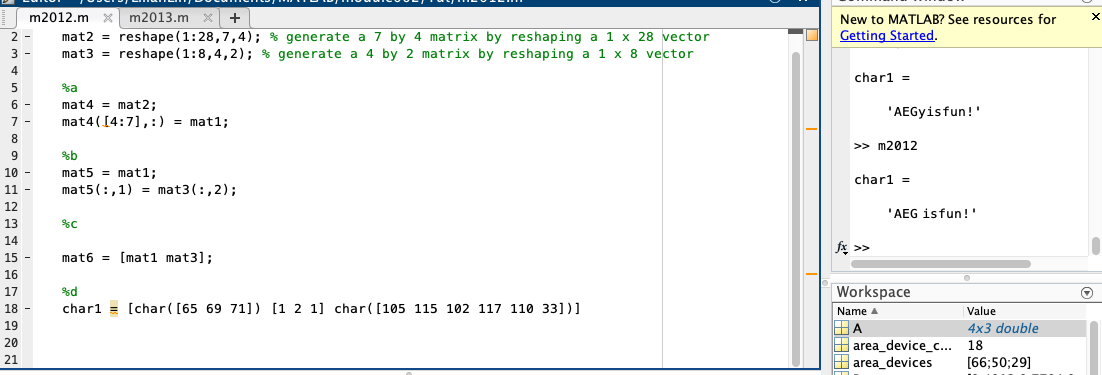 m2012.m × m2013.m × +
2 – mat2 = reshape(1:28,7,4); % generate a 7 by 4 matrix by reshaping a 1 x 28 vector
3 – mat3 = reshape(1:8,4,2); % generate a 4 by 2 matrix by reshaping a 1 x 8 vector
4
5 %a
6 – mat4 = mat2;
7 – mat4([4:7],:) = mat1;
8
9 %b
10 – mat5 = mat1;
11 – mat5(:,1) = mat3(:,2);
12
13 %c
14
15 – mat6 = [mat1 mat3];
16
17 %d
18 – char1 = [char([65 69 71]) [1 2 1] char([105 115 102 117 110 33])]
19
20
21
New to MATLAB? See resources for
Getting Started.
char1 =
'AEGyisfun!'
>> m2012
char1 =
'AEG isfun!'
fx >>
Workspace
Name Value
A 4x3 double
area_device_c... 18
area_devices [66;50;29]